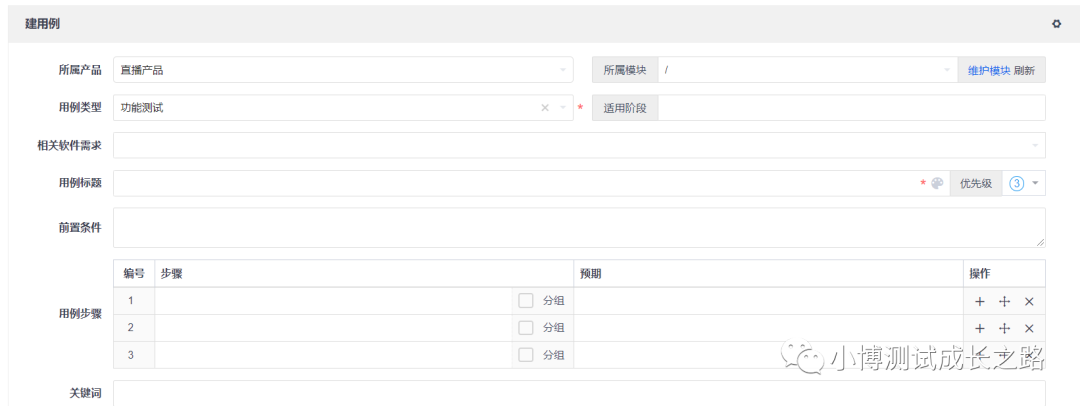 建用例
所属产品 直播产品 所属模块 / 维护模块 刷新
用例类型 功能测试 * 适用阶段
相关软件需求
用例标题 * 优先级 3
前置条件
编号 步骤 预期 操作
1 分组
用例步骤
2 分组
3 分组
小博测试成长之路
关键词